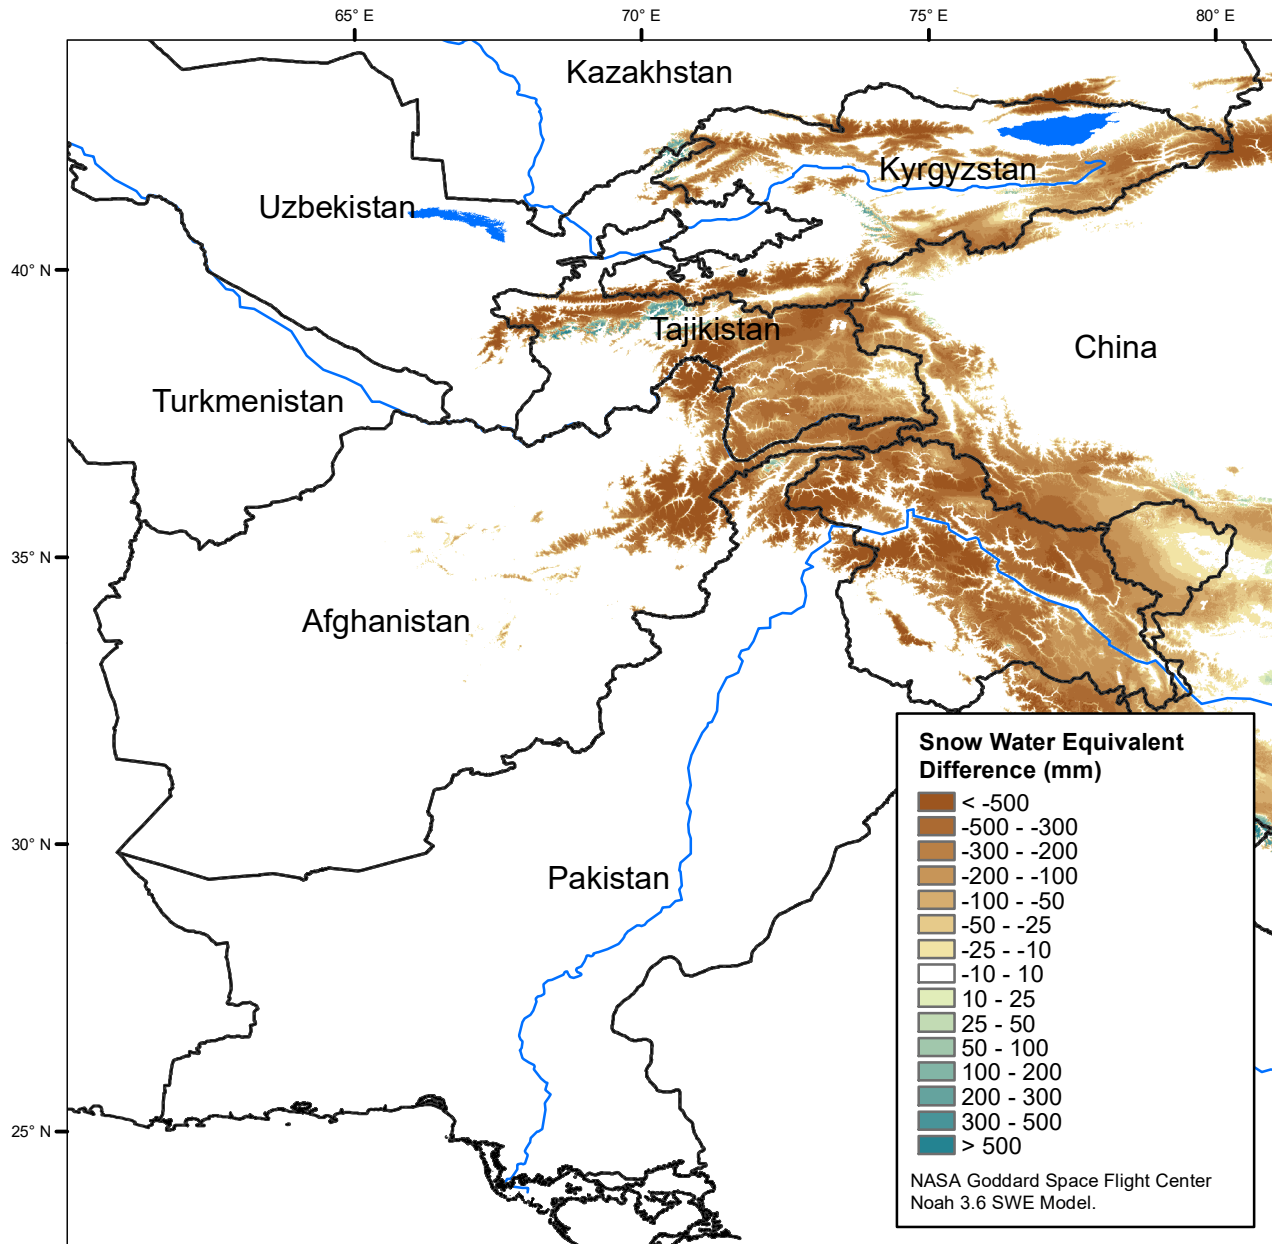 65° E
70° E
75° E
80° E
Kazakhstan
Kyrgyzstan
Uzbekistan
40° N
Tajikistan
China
Turkmenistan
35° N
Afghanistan
30° N
Pakistan
25° N
Snow Water Equivalent
Difference (mm)
< -500
-500 - -300
-300 - -200
-200 - -100
-100 - -50
-50 - -25
-25 - -10
-10 - 10
10 - 25
25 - 50
50 - 100
100 - 200
200 - 300
300 - 500
> 500
NASA Goddard Space Flight Center
Noah 3.6 SWE Model.